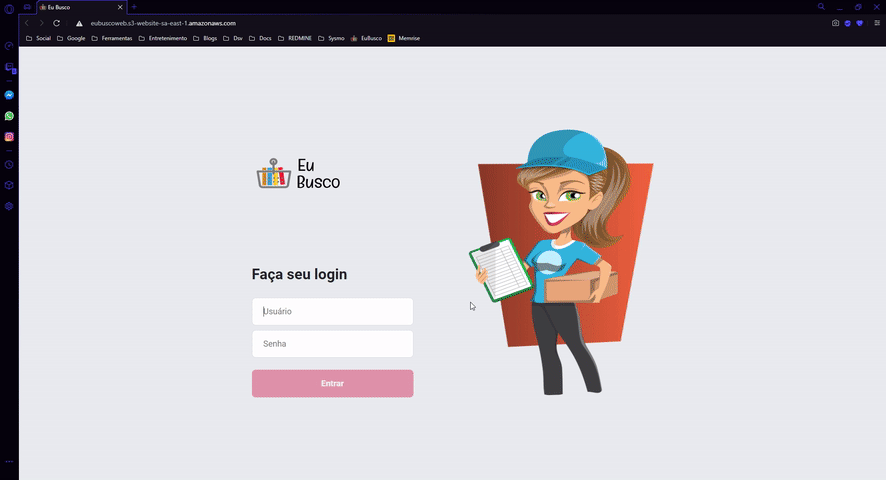 Eu Busco
eubuscoweb.s3-website-sa-east-1.amazonaws.com
Social Google Ferramentas Entretenimento Blogs Dev Docs REDMINE Sysmo EuBusco Memrise
Eu
Busco
Faça seu login
Usuário
Senha
Entrar